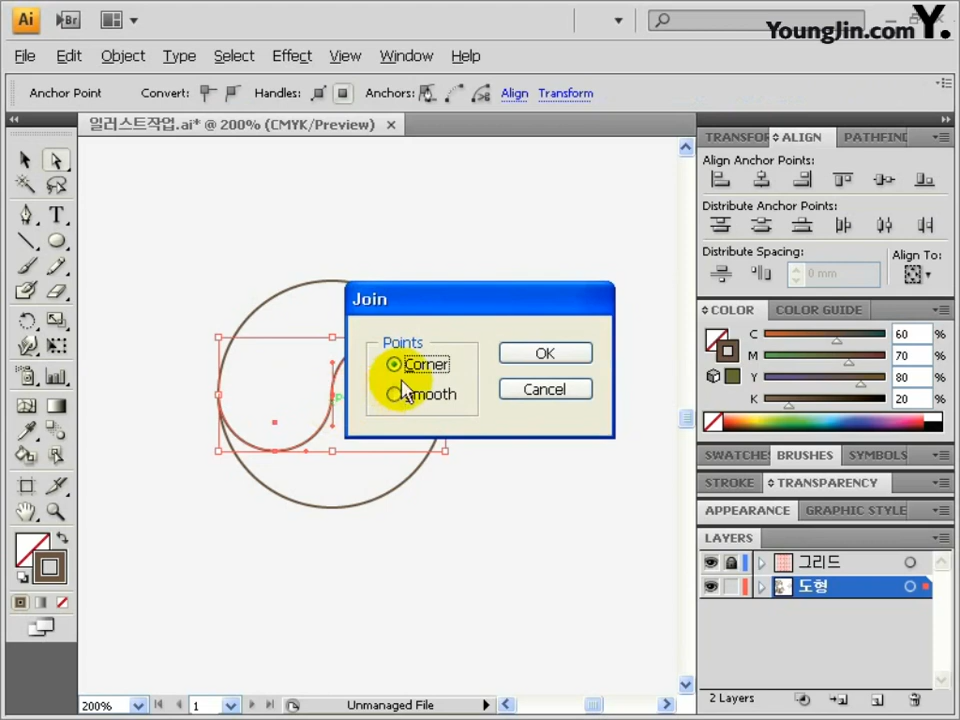 Ai
Br
YoungJin.com Y.
File Edit Object Type Select Effect View Window Help
Anchor Point Convert: Handles: Anchors: Align Transform
일러스트작업.ai* @ 200% (CMYK/Preview)
TRANSFOR ALIGN PATHFIND
Align Anchor Points:
Distribute Anchor Points:
Distribute Spacing: Align To:
0 mm
COLOR COLOR GUIDE
C 60 %
M 70 %
Y 80 %
K 20 %
SWATCHES BRUSHES SYMBOLS
STROKE TRANSPARENCY
APPEARANCE GRAPHIC STYLE
LAYERS
그리드
도형
2 Layers
Join
Points
Corner
Smooth
OK
Cancel
T
200% 1 Unmanaged File